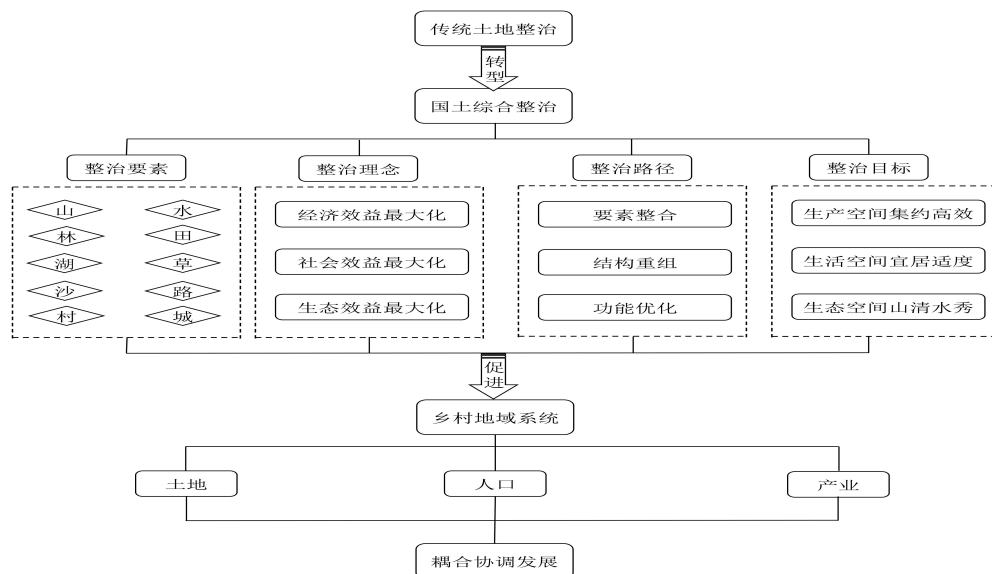 传统土地整治
转型
国土综合整治
整治要素
整治理念
整治路径
整治目标
山
水
林
田
湖
草
沙
路
村
城
经济效益最大化
社会效益最大化
生态效益最大化
要素整合
结构重组
功能优化
生产空间集约高效
生活空间宜居适度
生态空间山清水秀
促进
乡村地域系统
土地
人口
产业
耦合协调发展